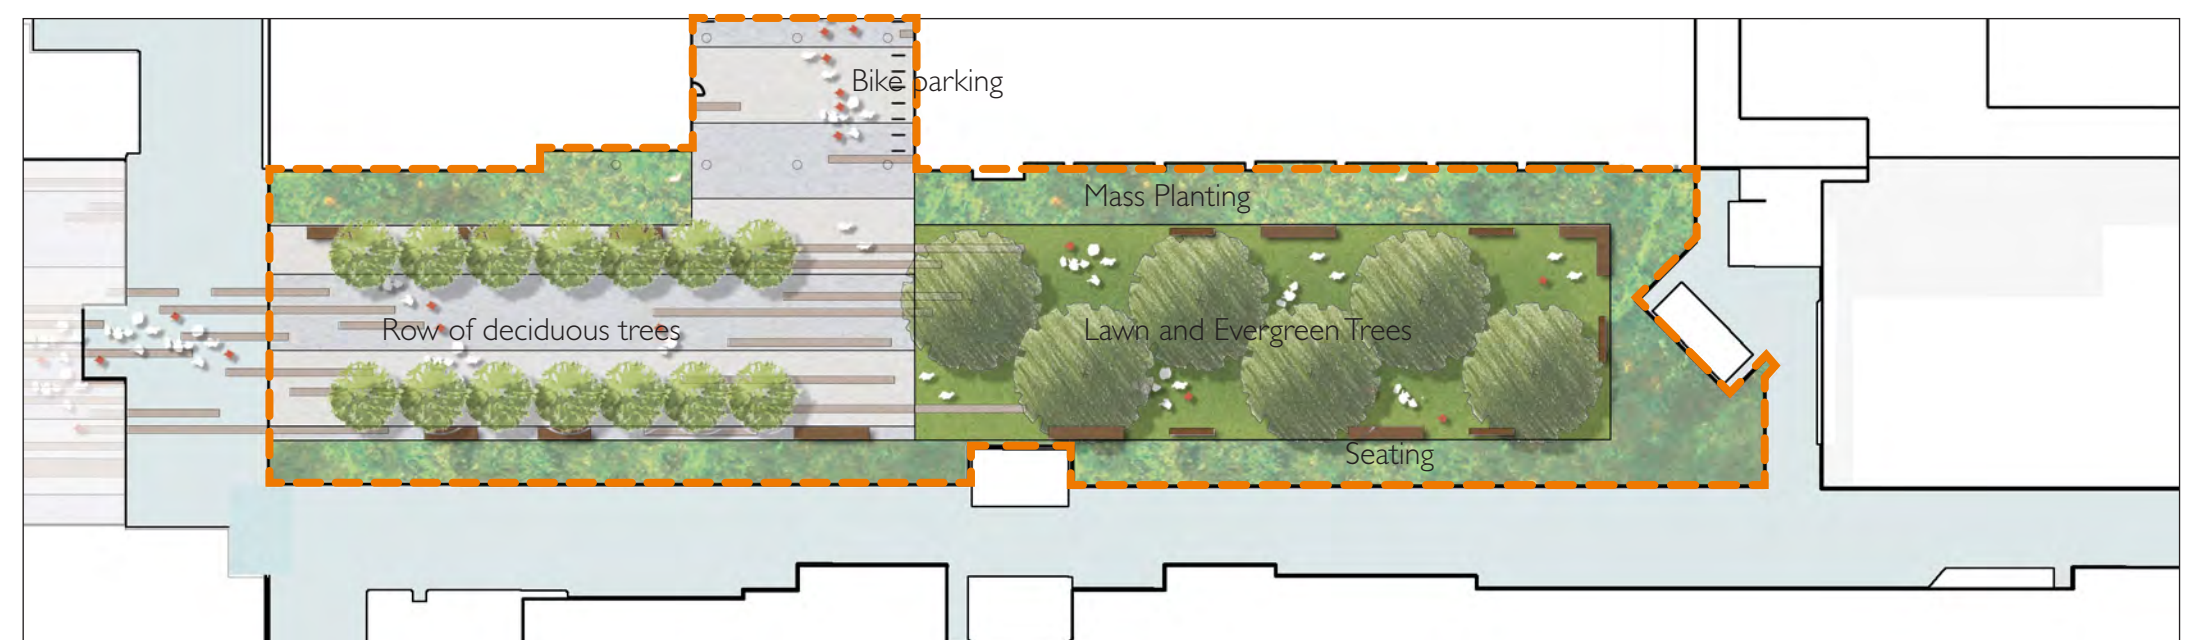 Bike parking
Mass Planting
Row of deciduous trees
Lawn and Evergreen Trees
Seating